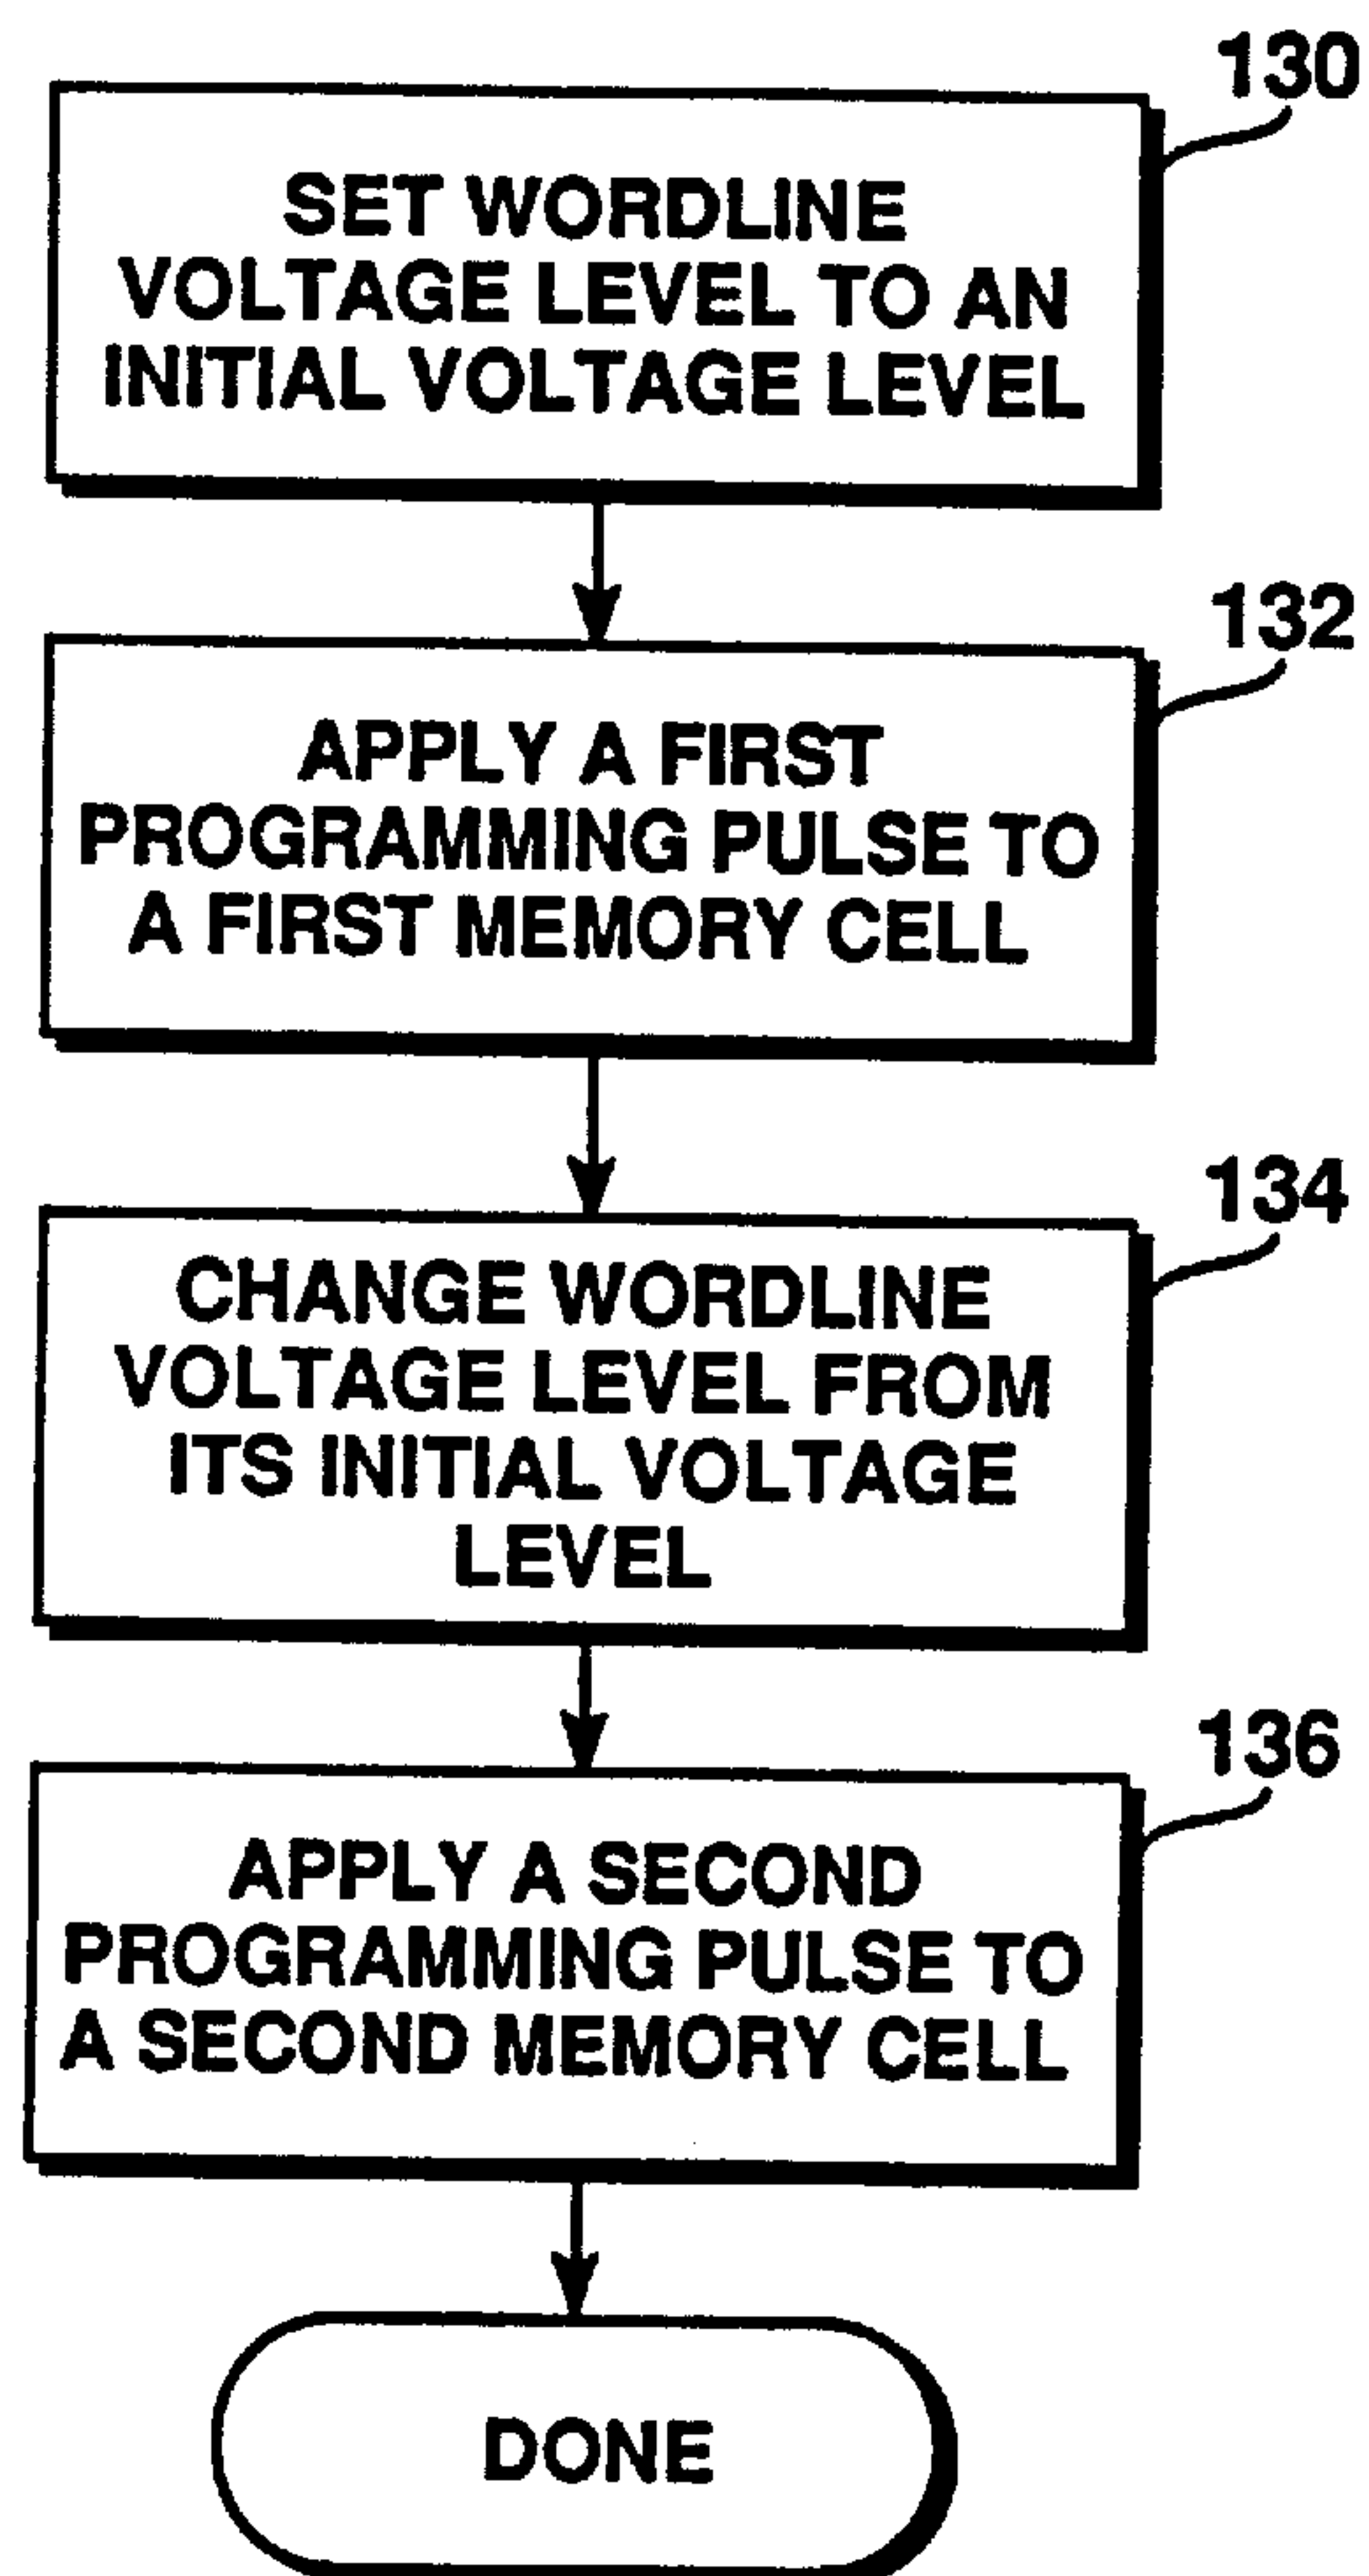 130
SET WORDLINE
VOLTAGE LEVEL TO AN
INITIAL VOLTAGE LEVEL
132
APPLY A FIRST
PROGRAMMING PULSE TO
A FIRST MEMORY CELL
134
CHANGE WORDLINE
VOLTAGE LEVEL FROM
ITS INITIAL VOLTAGE
LEVEL
136
APPLY A SECOND
PROGRAMMING PULSE TO
A SECOND MEMORY CELL
DONE